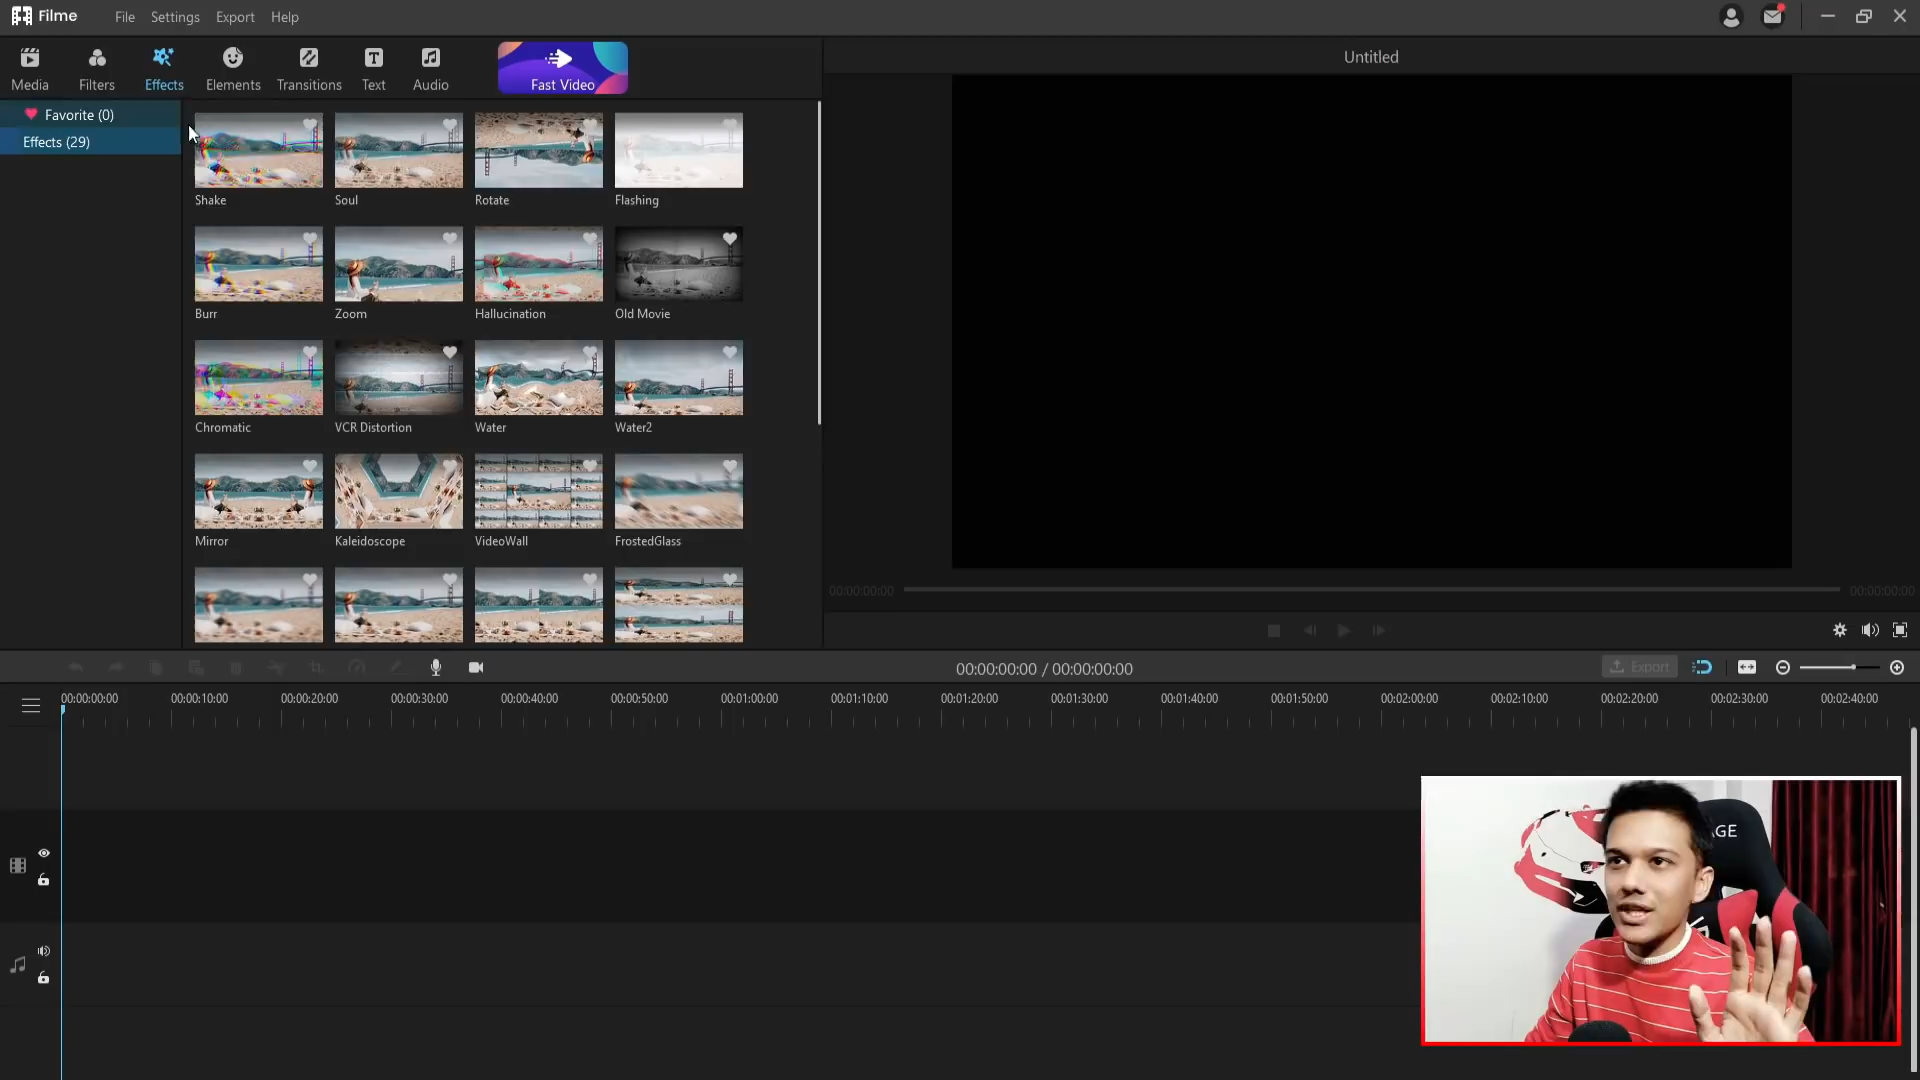 Filme File Settings Export Help
Untitled
Media Filters Effects Elements Transitions Text Audio Fast Video
Favorite (0)
Effects (29)
Shake Soul Rotate Flashing
Burr Zoom Hallucination Old Movie
Chromatic VCR Distortion Water Water2
Mirror Kaleidoscope VideoWall FrostedGlass
00:00:00:00 00:00:00:00
00:00:00:00 / 00:00:00:00 Export
00:00:00:00 00:00:10:00 00:00:20:00 00:00:30:00 00:00:40:00 00:00:50:00 00:01:00:00 00:01:10:00 00:01:20:00 00:01:30:00 00:01:40:00 00:01:50:00 00:02:00:00 00:02:10:00 00:02:20:00 00:02:30:00 00:02:40:00